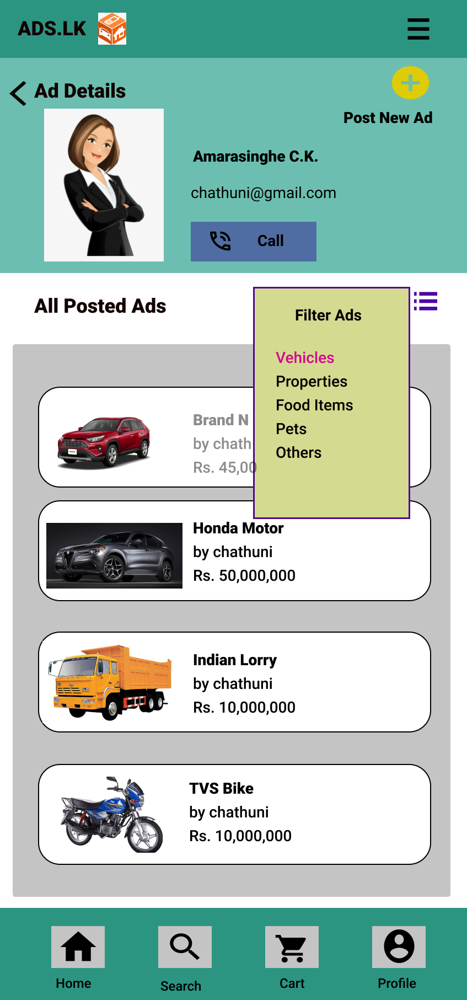 ADS.LK
Ad Details
Post New Ad
Amarasinghe C.K.
chathuni@gmail.com
Call
All Posted Ads
Filter Ads
Vehicles
Properties
Food Items
Pets
Others
Brand N
by chath
Rs. 45,00
Honda Motor
by chathuni
Rs. 50,000,000
Indian Lorry
by chathuni
Rs. 10,000,000
TVS Bike
by chathuni
Rs. 10,000,000
Home
Search
Cart
Profile